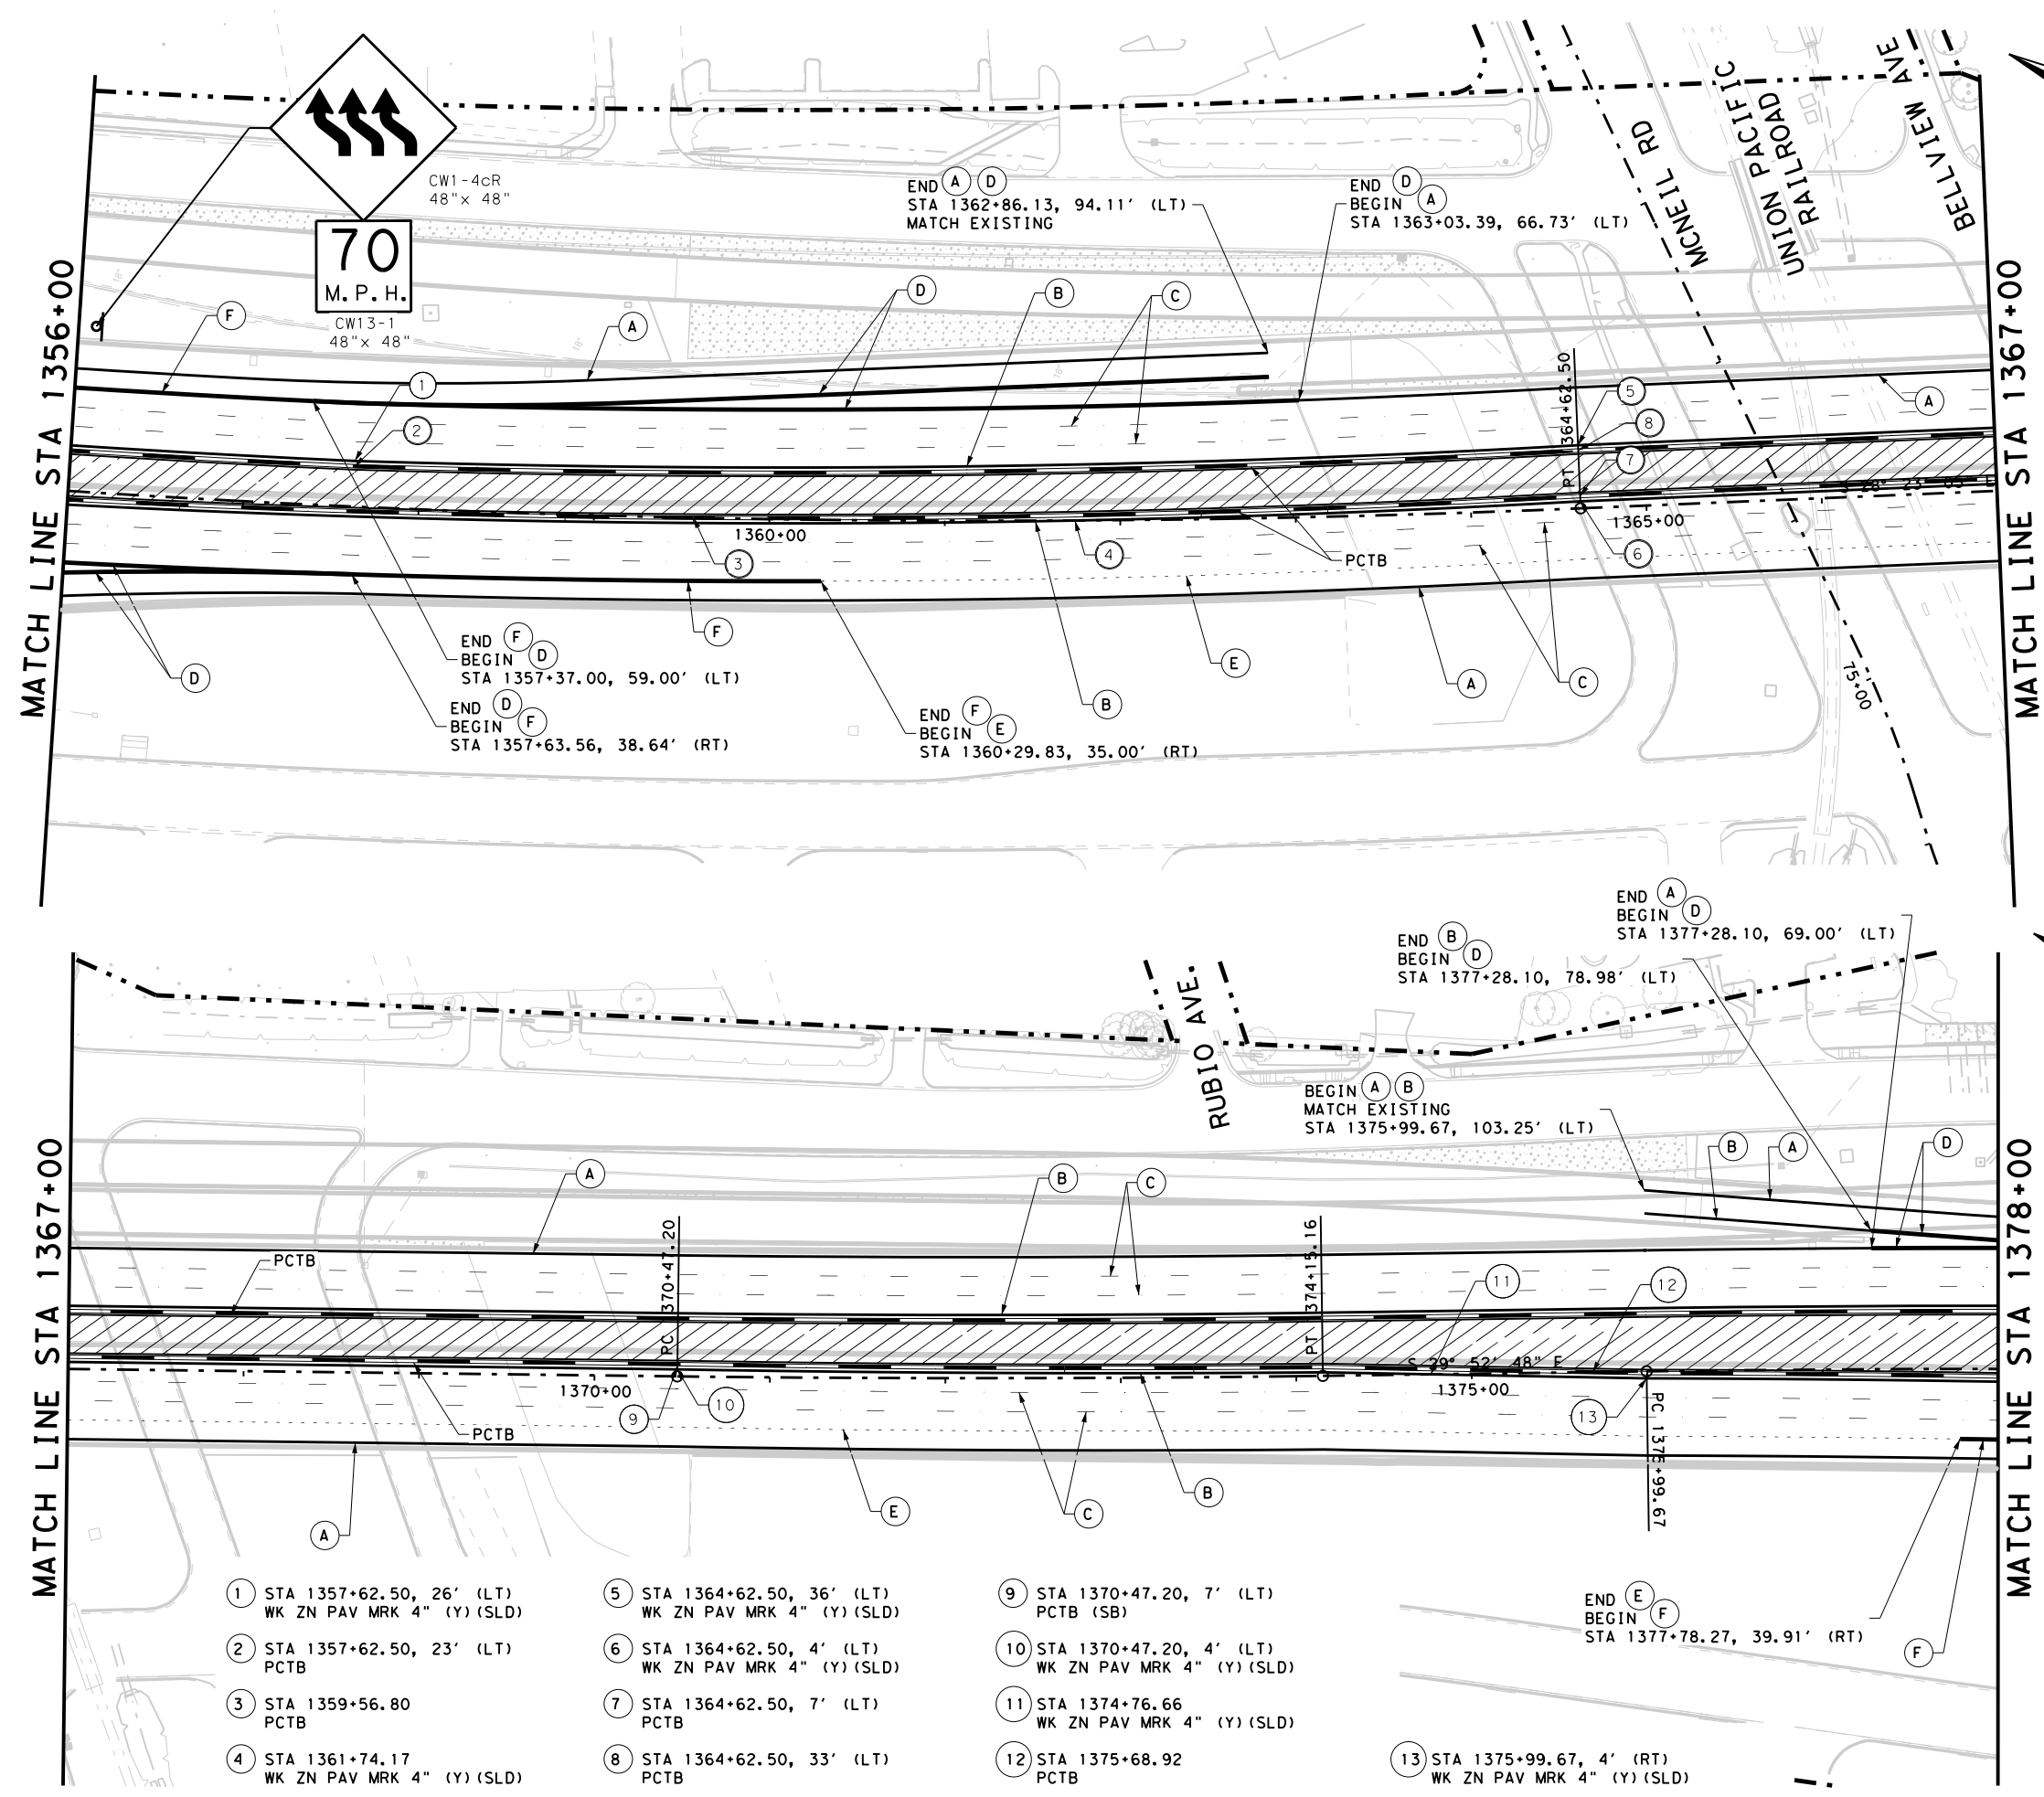 MATCH LINE STA 1356+00
CW1-4cR
48"x 48"
70
M.P.H.
CW13-1
48"x 48"
END A D
STA 1362+86.13, 94.11' (LT)
MATCH EXISTING
END D
BEGIN A
STA 1363+03.39, 66.73' (LT)
MCNEIL RD
UNION PACIFIC
RAILROAD
BELLVIEW AVE
MATCH LINE STA 1367+00
F
A
D
B
C
1
2
PT 1364+62.50
5
8
7
A
1360+00
3
4
PCTB
1365+00
6
D
F
E
B
A
C
75+00
END F
BEGIN D
STA 1357+37.00, 59.00' (LT)
END D
BEGIN F
STA 1357+63.56, 38.64' (RT)
END F
BEGIN E
STA 1360+29.83, 35.00' (RT)
END A
BEGIN D
STA 1377+28.10, 69.00' (LT)
END B
BEGIN D
STA 1377+28.10, 78.98' (LT)
MATCH LINE STA 1367+00
RUBIO AVE.
BEGIN A B
MATCH EXISTING
STA 1375+99.67, 103.25' (LT)
B
A
D
MATCH LINE STA 1378+00
A
B
C
PCTB
PC 1370+47.20
PT 1374+15.16
11
12
S 29° 52' 48" E
1370+00
1375+00
9
10
13
PC 1375+99.67
PCTB
A
E
C
B
END E
BEGIN F
STA 1377+78.27, 39.91' (RT)
F
1 STA 1357+62.50, 26' (LT)
WK ZN PAV MRK 4" (Y)(SLD)
2 STA 1357+62.50, 23' (LT)
PCTB
3 STA 1359+56.80
PCTB
4 STA 1361+74.17
WK ZN PAV MRK 4" (Y)(SLD)
5 STA 1364+62.50, 36' (LT)
WK ZN PAV MRK 4" (Y)(SLD)
6 STA 1364+62.50, 4' (LT)
WK ZN PAV MRK 4" (Y)(SLD)
7 STA 1364+62.50, 7' (LT)
PCTB
8 STA 1364+62.50, 33' (LT)
PCTB
9 STA 1370+47.20, 7' (LT)
PCTB (SB)
10 STA 1370+47.20, 4' (LT)
WK ZN PAV MRK 4" (Y)(SLD)
11 STA 1374+76.66
WK ZN PAV MRK 4" (Y)(SLD)
12 STA 1375+68.92
PCTB
13 STA 1375+99.67, 4' (RT)
WK ZN PAV MRK 4" (Y)(SLD)